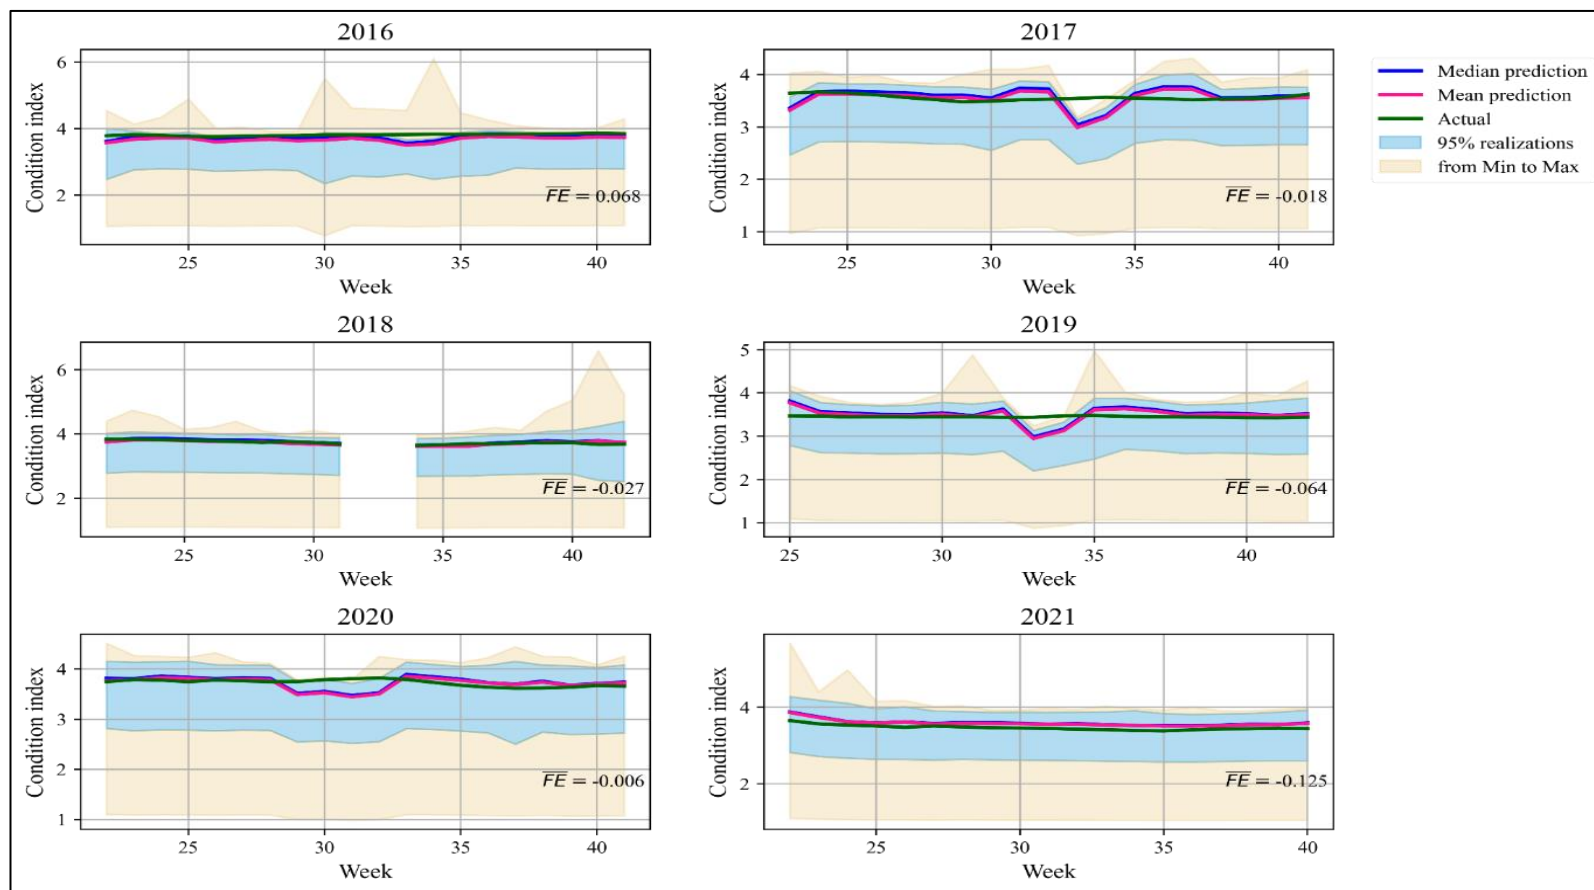 2016
Condition index
6
4
2
FE = 0.068
25
30
35
40
Week
2017
Condition index
4
3
2
1
FE = -0.018
25
30
35
40
Week
Median prediction
Mean prediction
Actual
95% realizations
from Min to Max
2018
Condition index
6
4
2
FE = -0.027
25
30
35
40
Week
2019
Condition index
5
4
3
2
1
FE = -0.064
25
30
35
40
Week
2020
Condition index
4
3
2
1
FE = -0.006
25
30
35
40
Week
2021
Condition index
4
2
FE = -0.125
25
30
35
40
Week